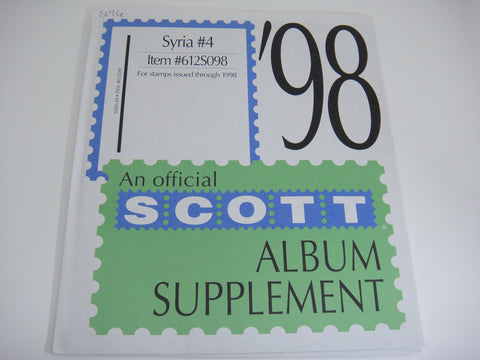 Syria #4
Item #612S098
For stamps issued through 1998
'98
An official
SCOTT
ALBUM
SUPPLEMENT